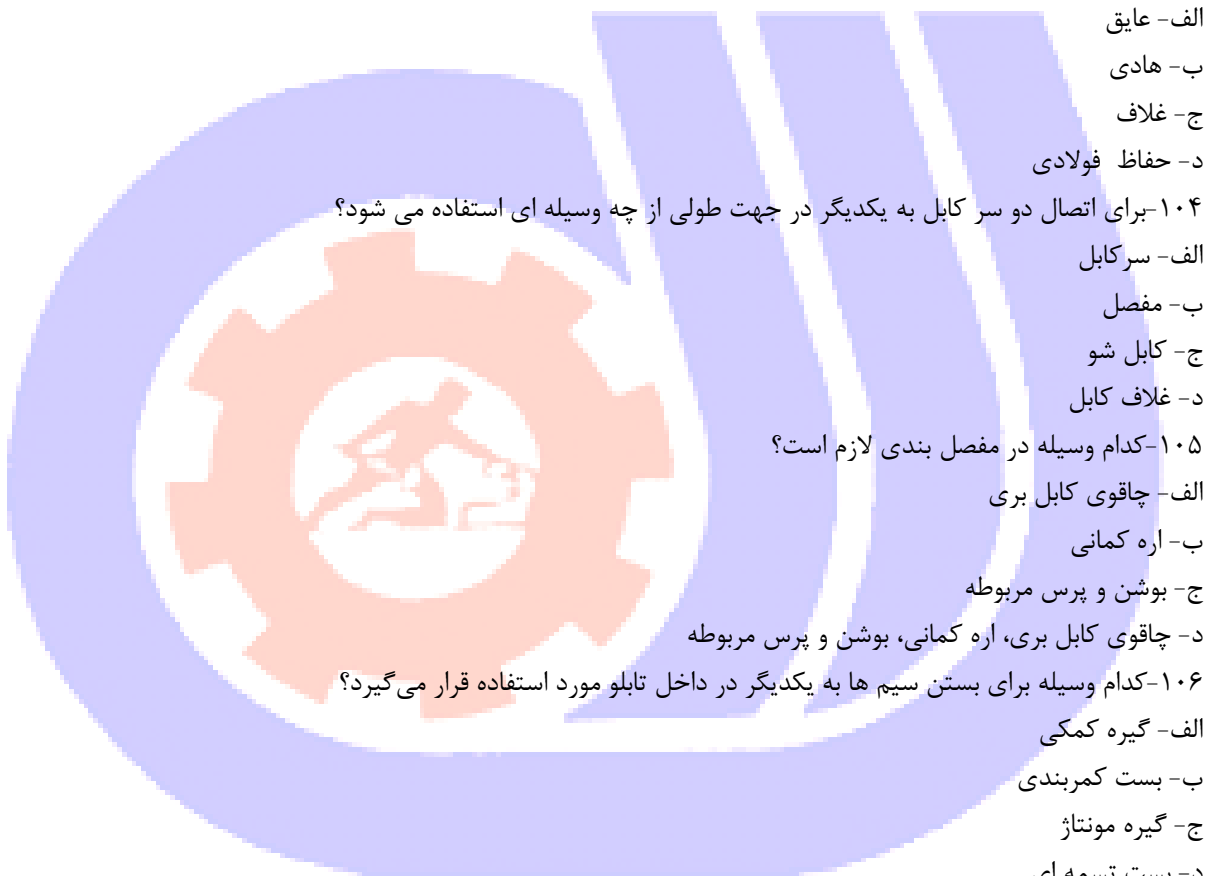 الف- عایق
ب- هادی
ج- غلاف
د- حفاظ فولادی
۱۰۴-برای اتصال دو سر کابل به یکدیگر در جهت طولی از چه وسیله ای استفاده می شود؟
الف- سرکابل
ب- مفصل
ج- کابل شو
د- غلاف کابل
۱۰۵-کدام وسیله در مفصل بندی لازم است؟
الف- چاقوی کابل بری
ب- اره کمانی
ج- بوشن و پرس مربوطه
د- چاقوی کابل بری، اره کمانی، بوشن و پرس مربوطه
۱۰۶-کدام وسیله برای بستن سیم ها به یکدیگر در داخل تابلو مورد استفاده قرار می‌گیرد؟
الف- گیره کمکی
ب- بست کمربندی
ج- گیره مونتاژ
د- بست تسمه ای